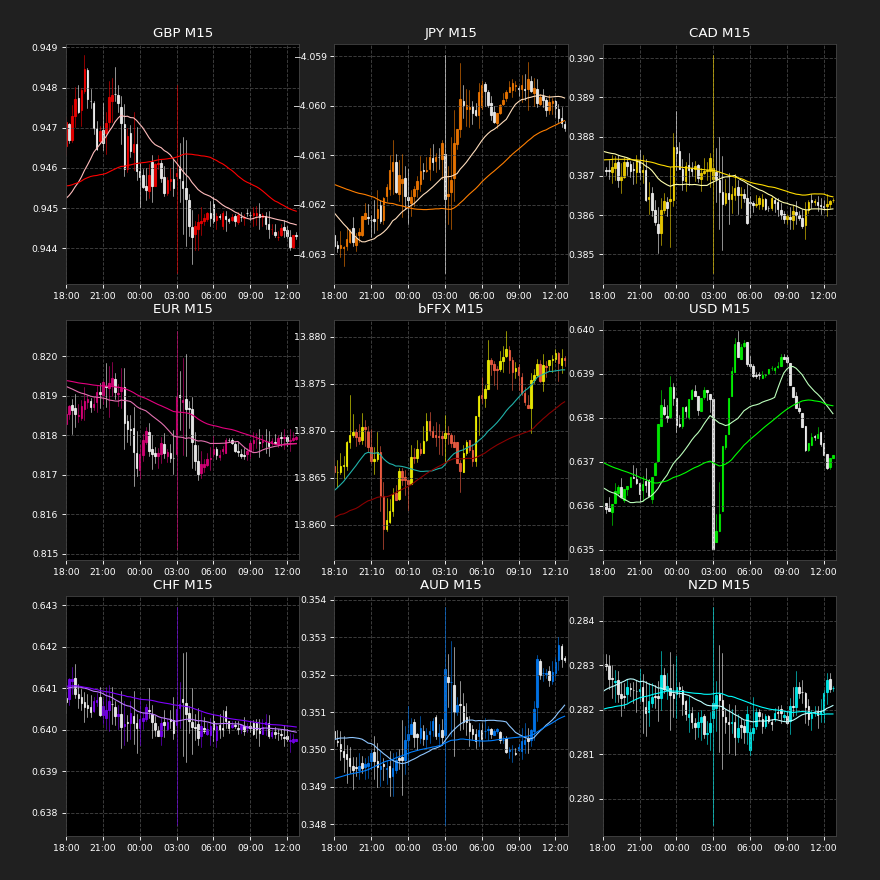 GBP M15
0.949
0.948
0.947
0.946
0.945
0.944
18:00 21:00 00:00 03:00 06:00 09:00 12:00
JPY M15
−4.059
−4.060
−4.061
−4.062
−4.063
18:00 21:00 00:00 03:00 06:00 09:00 12:00
CAD M15
0.390
0.389
0.388
0.387
0.386
0.385
18:00 21:00 00:00 03:00 06:00 09:00 12:00
EUR M15
0.820
0.819
0.818
0.817
0.816
0.815
18:00 21:00 00:00 03:00 06:00 09:00 12:00
bFFX M15
13.880
13.875
13.870
13.865
13.860
18:10 21:10 00:10 03:10 06:10 09:10 12:10
USD M15
0.640
0.639
0.638
0.637
0.636
0.635
18:00 21:00 00:00 03:00 06:00 09:00 12:00
CHF M15
0.643
0.642
0.641
0.640
0.639
0.638
18:00 21:00 00:00 03:00 06:00 09:00 12:00
AUD M15
0.354
0.353
0.352
0.351
0.350
0.349
0.348
18:00 21:00 00:00 03:00 06:00 09:00 12:00
NZD M15
0.284
0.283
0.282
0.281
0.280
18:00 21:00 00:00 03:00 06:00 09:00 12:00